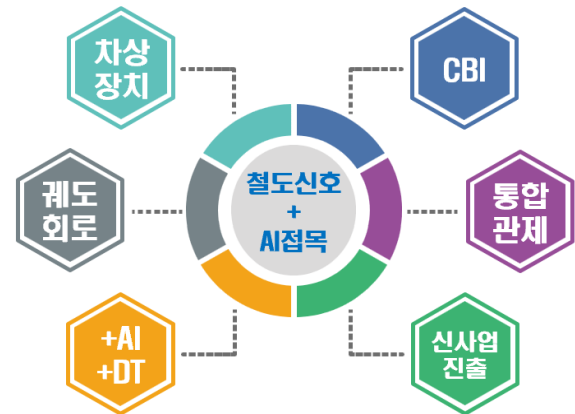 차상
장치
CBI
궤도
회로
철도신호
+
AI접목
통합
관제
+AI
+DT
신사업
진출